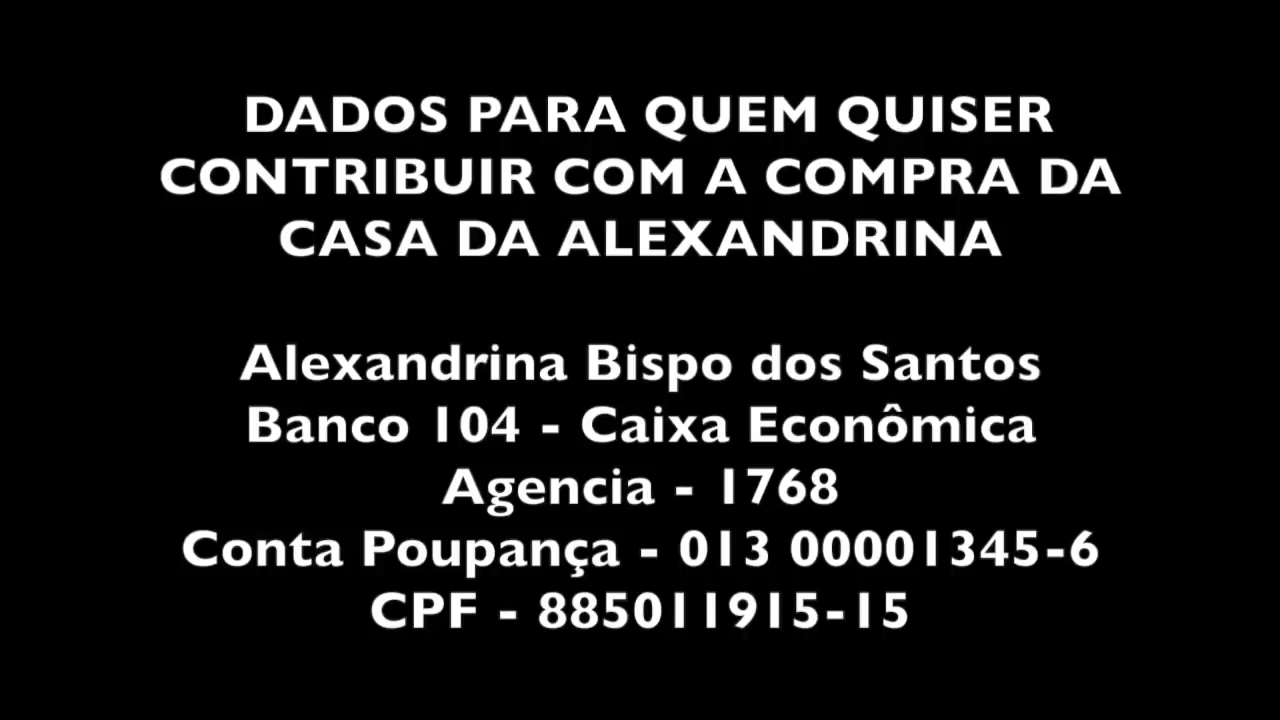 DADOS PARA QUEM QUISER
CONTRIBUIR COM A COMPRA DA
CASA DA ALEXANDRINA
Alexandrina Bispo dos Santos
Banco 104 - Caixa Econômica
Agencia - 1768
Conta Poupança - 013 00001345-6
CPF - 885011915-15